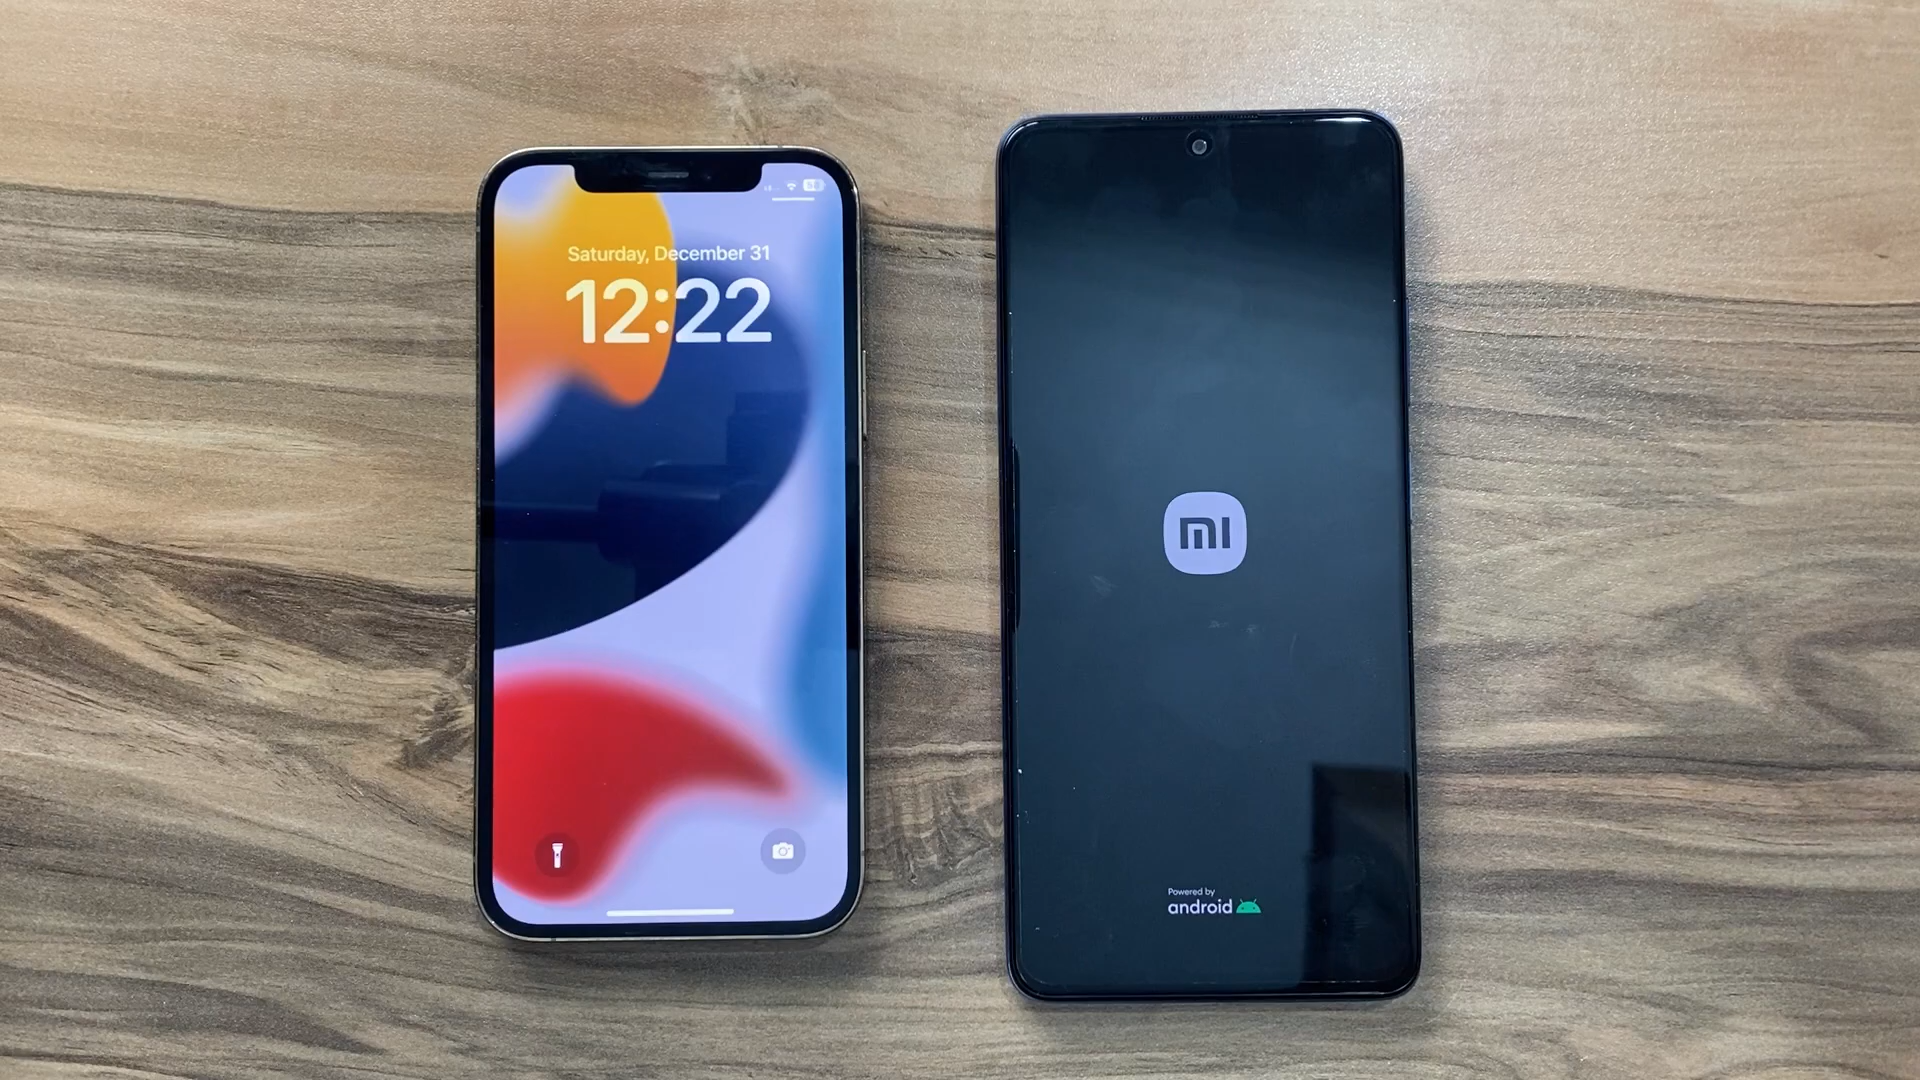 Saturday, December 31
12:22
mi
Powered by
android